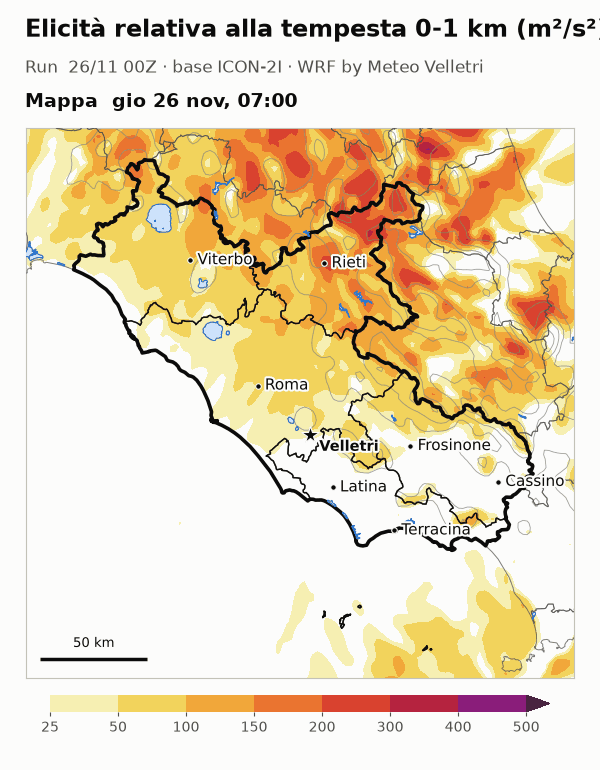 Elicità relativa alla tempesta 0-1 km (m²/s²)
Run  26/11 00Z · base ICON-2I · WRF by Meteo Velletri
Mappa  gio 26 nov, 07:00
Viterbo
Rieti
Roma
Velletri
Frosinone
Cassino
Latina
Terracina
50 km
25 50 100 150 200 300 400 500